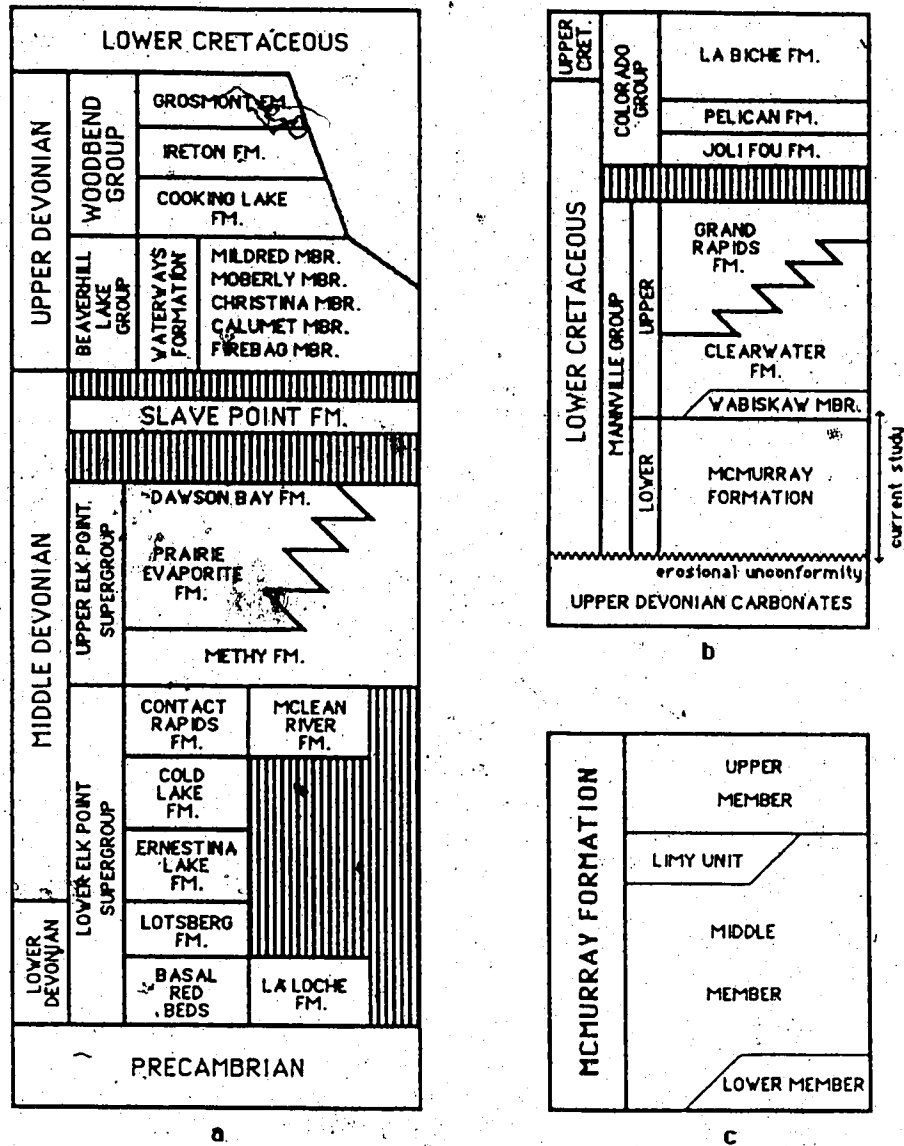 LOWER CRETACEOUS
UPPER DEVONIAN
WOODBEND
GROUP
GROSMONT FM.
IRETON FM.
COOKING LAKE
FM.
BEAVERHILL
LAKE
GROUP
WATERWAYS
FORMATION
MILDRED MBR.
MOBERLY MBR.
CHRISTINA MBR.
CALUMET MBR.
FIREBAG MBR.
MIDDLE DEVONIAN
SLAVE POINT FM.
UPPER ELK POINT
SUPERGROUP
DAWSON BAY FM.
PRAIRIE
EVAPORITE
FM.
METHY FM.
LOWER ELK POINT
SUPERGROUP
CONTACT
RAPIDS
FM.
MCLEAN
RIVER
FM.
COLD
LAKE
FM.
ERNESTINA
LAKE
FM.
LOWER
DEVONIAN
LOTSBERG
FM.
BASAL
RED
BEDS
LA LOCHE
FM.
PRECAMBRIAN
a
UPPER
CRET.
COLORADO
GROUP
LA BICHE FM.
PELICAN FM.
JOLI FOU FM.
LOWER CRETACEOUS
MANNVILLE GROUP
UPPER
GRAND
RAPIDS
FM.
CLEARWATER
FM.
WABISKAW MBR.
LOWER
MCMURRAY
FORMATION
current study
erosional unconformity
UPPER DEVONIAN CARBONATES
b
MCMURRAY FORMATION
UPPER
MEMBER
LIMY UNIT
MIDDLE
MEMBER
LOWER MEMBER
c